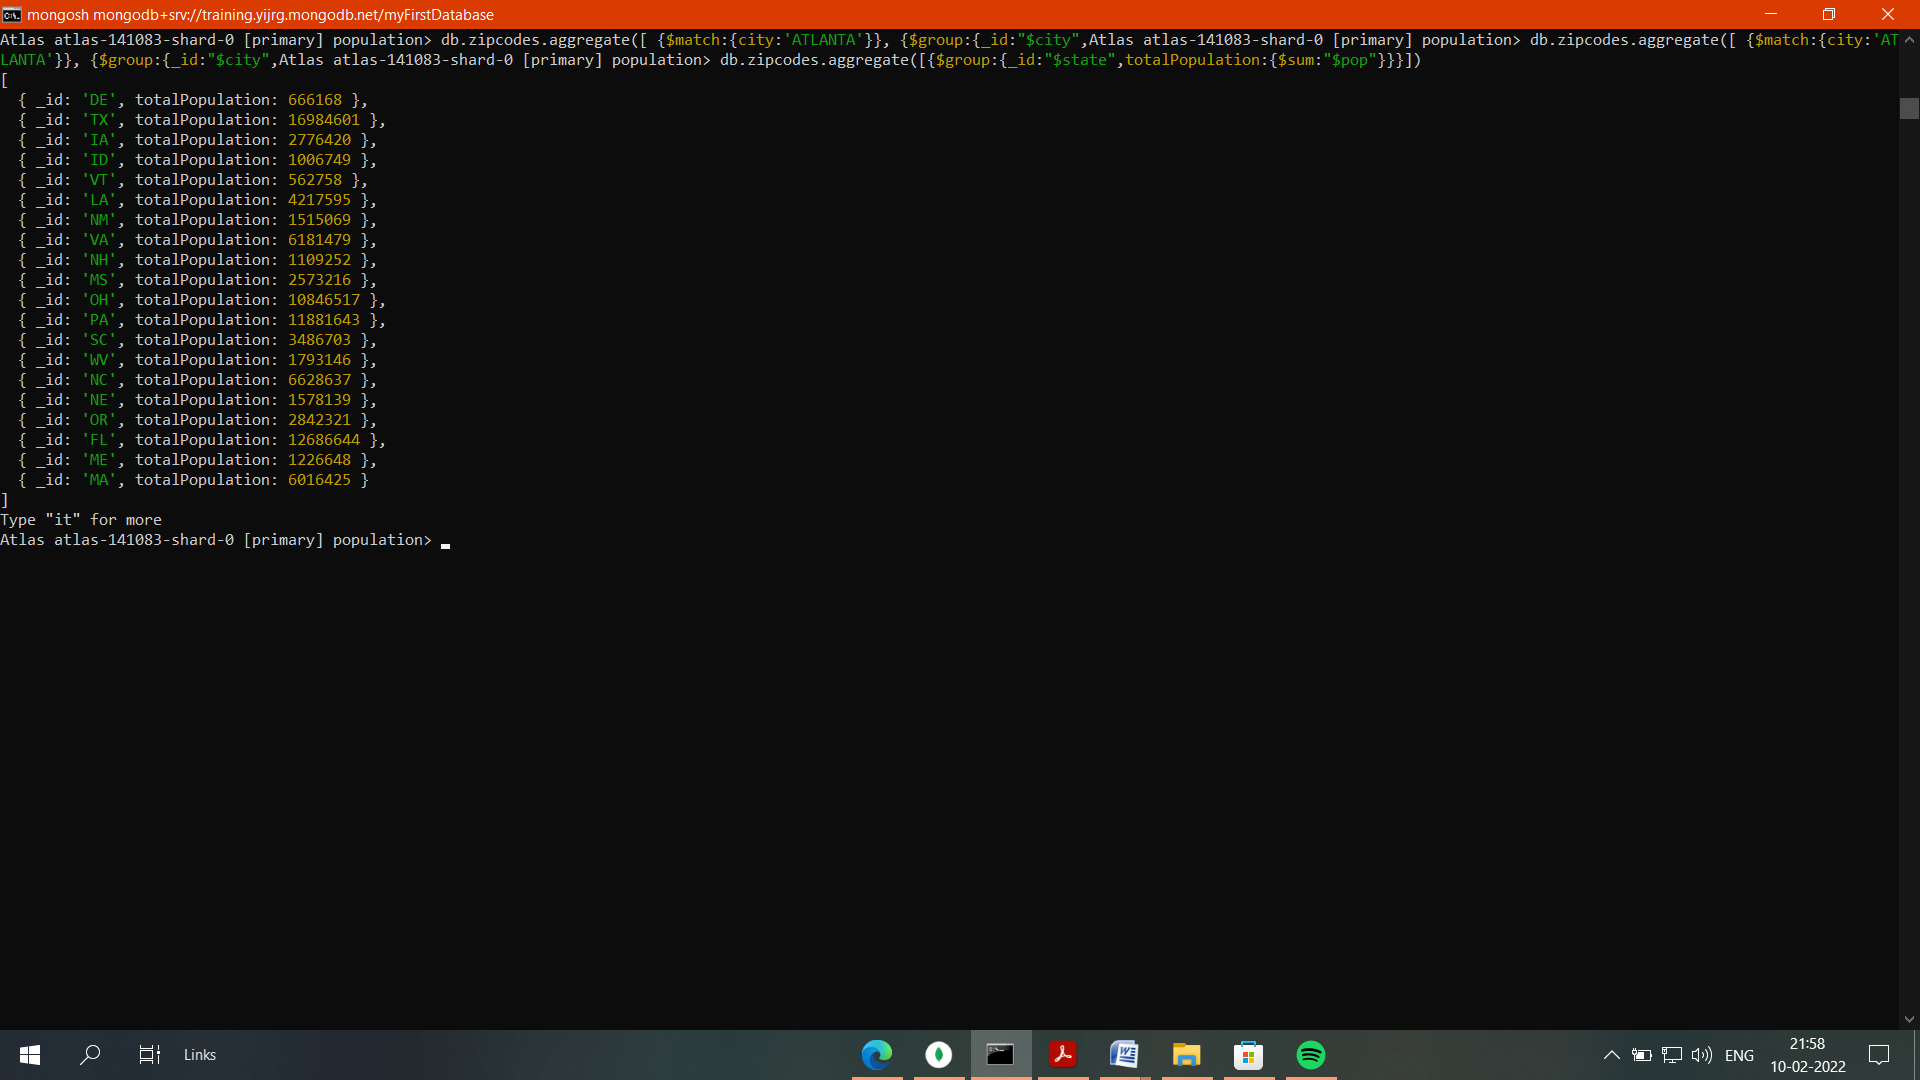 mongosh mongodb+srv://training.yijrg.mongodb.net/myFirstDatabase
Atlas atlas-141083-shard-0 [primary] population> db.zipcodes.aggregate([ {$match:{city:'ATLANTA'}}, {$group:{_id:"$city",Atlas atlas-141083-shard-0 [primary] population> db.zipcodes.aggregate([ {$match:{city:'AT
LANTA'}}, {$group:{_id:"$city",Atlas atlas-141083-shard-0 [primary] population> db.zipcodes.aggregate([{$group:{_id:"$state",totalPopulation:{$sum:"$pop"}}}])
[
  { _id: 'DE', totalPopulation: 666168 },
  { _id: 'TX', totalPopulation: 16984601 },
  { _id: 'IA', totalPopulation: 2776420 },
  { _id: 'ID', totalPopulation: 1006749 },
  { _id: 'VT', totalPopulation: 562758 },
  { _id: 'LA', totalPopulation: 4217595 },
  { _id: 'NM', totalPopulation: 1515069 },
  { _id: 'VA', totalPopulation: 6181479 },
  { _id: 'NH', totalPopulation: 1109252 },
  { _id: 'MS', totalPopulation: 2573216 },
  { _id: 'OH', totalPopulation: 10846517 },
  { _id: 'PA', totalPopulation: 11881643 },
  { _id: 'SC', totalPopulation: 3486703 },
  { _id: 'WV', totalPopulation: 1793146 },
  { _id: 'NC', totalPopulation: 6628637 },
  { _id: 'NE', totalPopulation: 1578139 },
  { _id: 'OR', totalPopulation: 2842321 },
  { _id: 'FL', totalPopulation: 12686644 },
  { _id: 'ME', totalPopulation: 1226648 },
  { _id: 'MA', totalPopulation: 6016425 }
]
Type "it" for more
Atlas atlas-141083-shard-0 [primary] population>
Links
ENG
21:58
10-02-2022